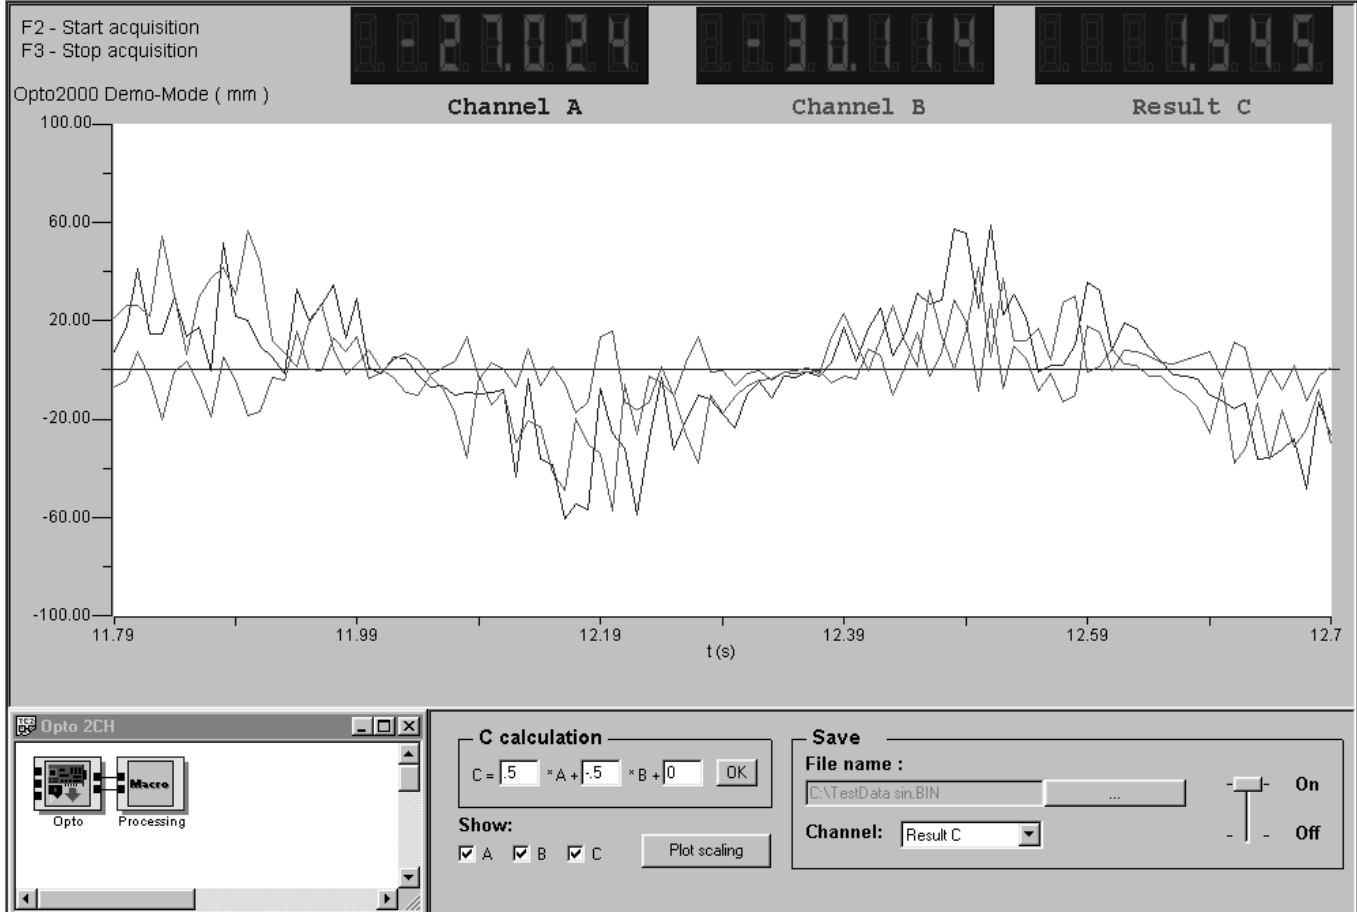 F2 - Start acquisition
F3 - Stop acquisition
-27.024
-30.114
1.545
Opto2000 Demo-Mode ( mm )
Channel A
Channel B
Result C
100.00
60.00
20.00
-20.00
-60.00
-100.00
11.79 11.99 12.19 12.39 12.59 12.7
t (s)
Opto 2CH
Macro
Opto Processing
C calculation
C = .5 * A + -.5 * B + 0 OK
Show:
A B C
Plot scaling
Save
File name :
C:\TestData sin.BIN ...
Channel: Result C
On
Off